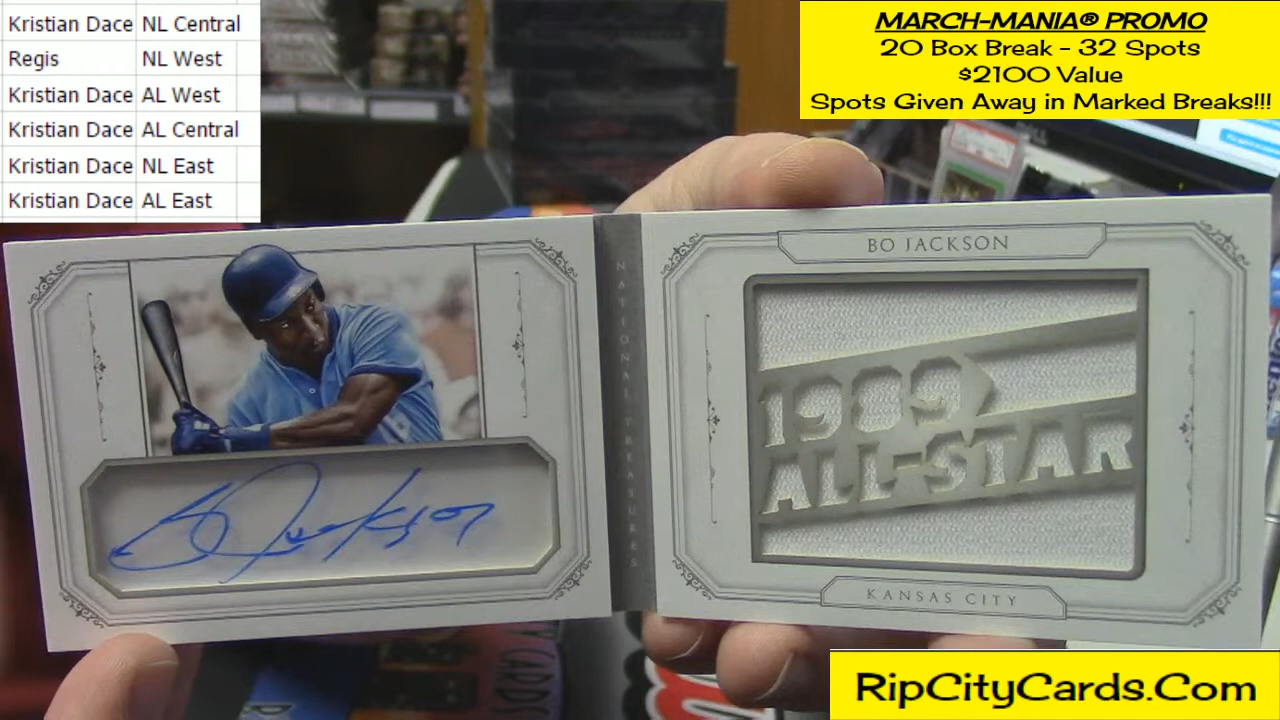 Kristian Dace NL Central
Regis NL West
Kristian Dace AL West
Kristian Dace AL Central
Kristian Dace NL East
Kristian Dace AL East
MARCH-MANIA® PROMO
20 Box Break - 32 Spots
$2100 Value
Spots Given Away in Marked Breaks!!!
NATIONAL TREASURES
Bo Jackson
BO JACKSON
1989
ALL-STAR
KANSAS CITY
RipCityCards.Com